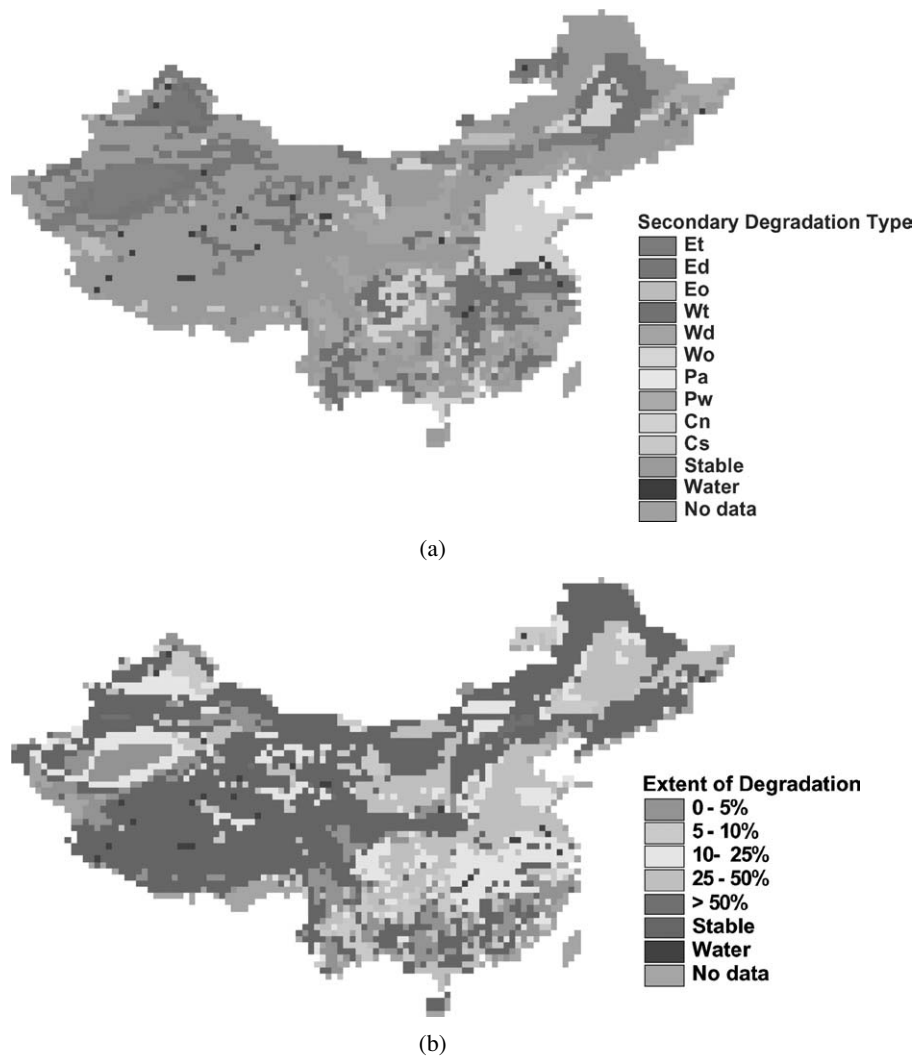 Secondary Degradation Type
Et
Ed
Eo
Wt
Wd
Wo
Pa
Pw
Cn
Cs
Stable
Water
No data
(a)
Extent of Degradation
0 - 5%
5 - 10%
10- 25%
25 - 50%
> 50%
Stable
Water
No data
(b)